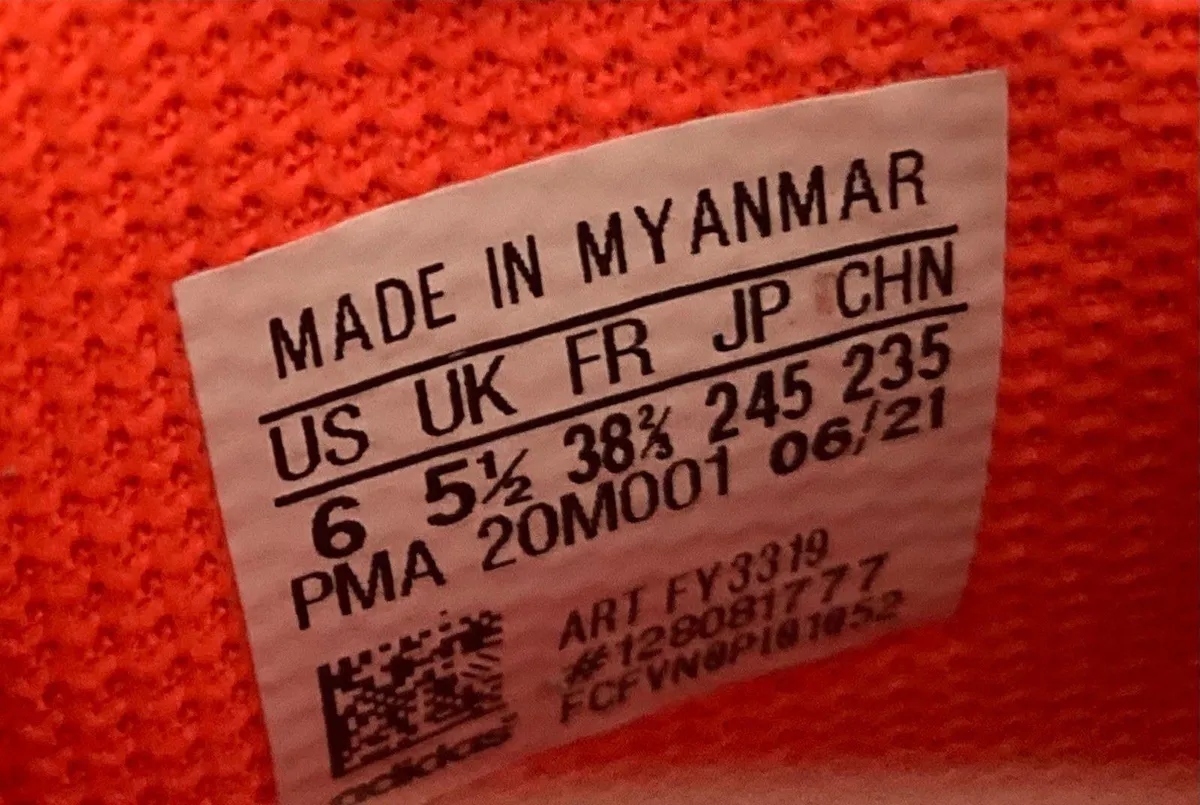 MADE IN MYANMAR
US UK FR JP CHN
6 5½ 38⅔ 245 235
PMA 20M001 06/21
ART FY3319
#128081777
FCFVN0PI01052
adidas